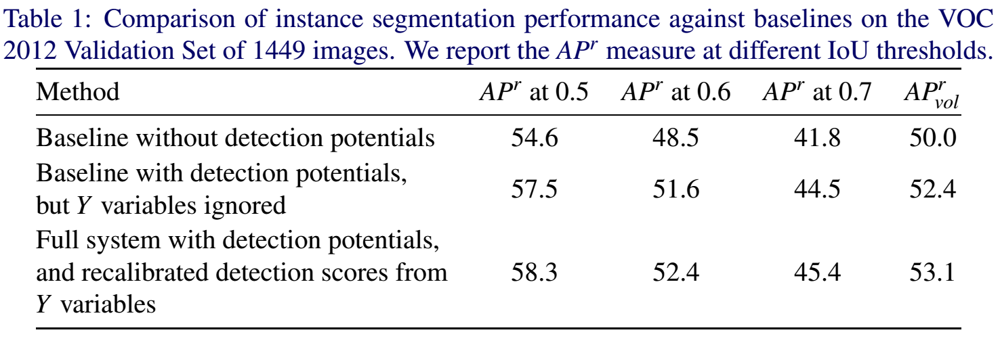 Table 1: Comparison of instance segmentation performance against baselines on the VOC
2012 Validation Set of 1449 images. We report the AP^r measure at different IoU thresholds.
Method AP^r at 0.5 AP^r at 0.6 AP^r at 0.7 AP^r_vol
Baseline without detection potentials 54.6 48.5 41.8 50.0
Baseline with detection potentials,
but Y variables ignored 57.5 51.6 44.5 52.4
Full system with detection potentials,
and recalibrated detection scores from 58.3 52.4 45.4 53.1
Y variables